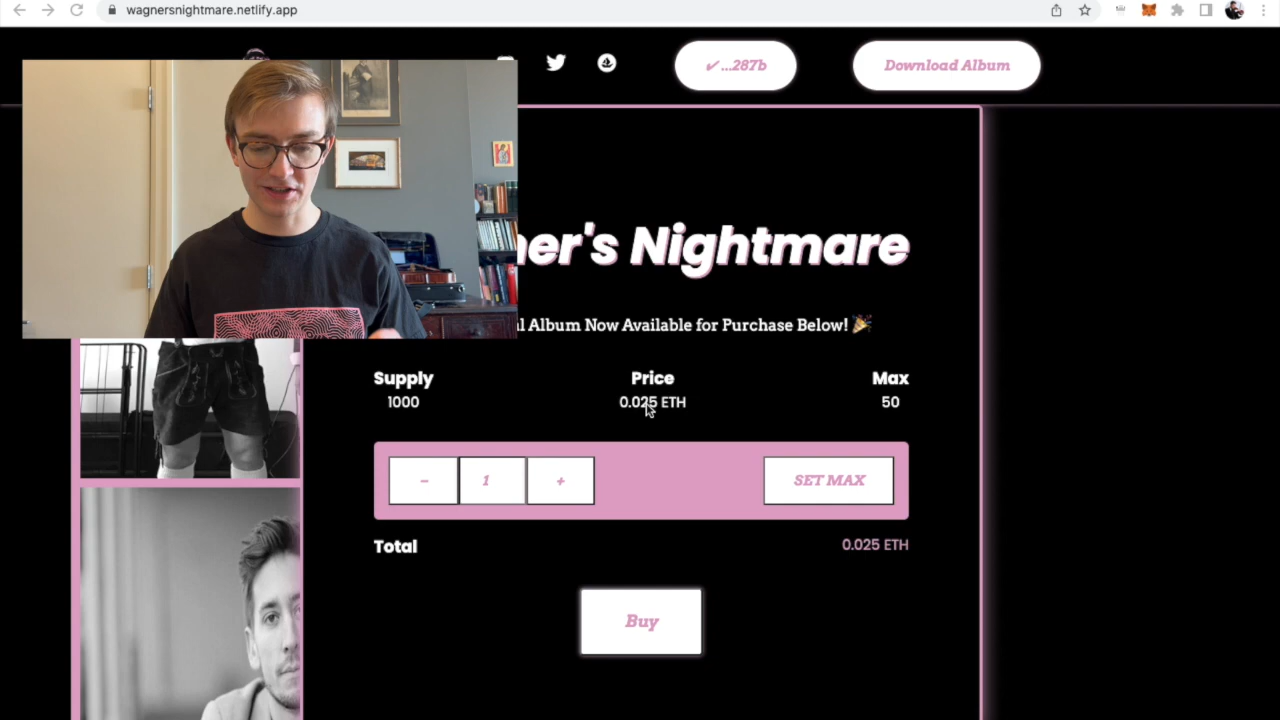 wagnersnightmare.netlify.app
✓ ...287b
Download Album
ner's Nightmare
l Album Now Available for Purchase Below! 🎉
Supply
Price
Max
1000
0.025 ETH
50
−
1
+
SET MAX
Total
0.025 ETH
Buy